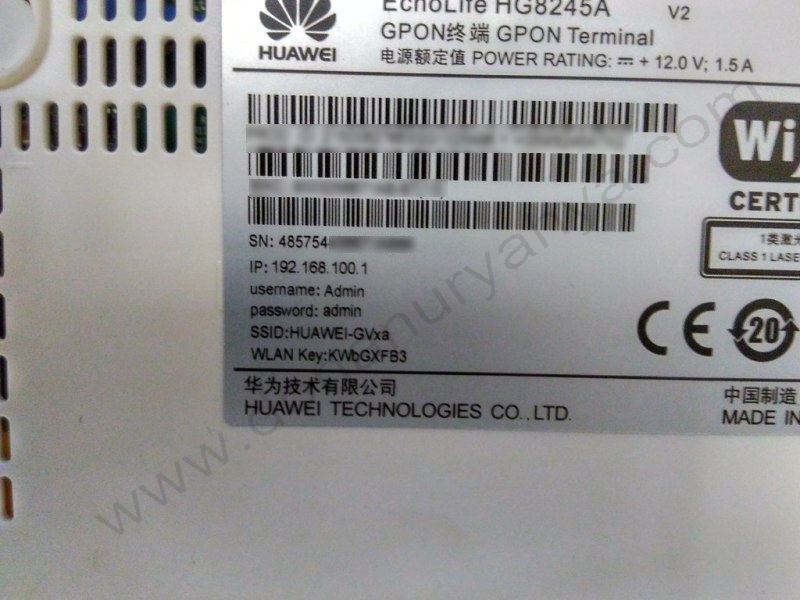 EchoLife HG8245A V2
HUAWEI
GPON终端 GPON Terminal
电源额定值 POWER RATING: ⎓ + 12.0 V; 1.5 A
Wi
CERT
SN: 485754
1类激光
CLASS 1 LASE
IP: 192.168.100.1
username: Admin
password: admin
SSID:HUAWEI-GVxa
WLAN Key:KWbGXFB3
CE
20
华为技术有限公司
HUAWEI TECHNOLOGIES CO.,LTD.
中国制造
MADE IN